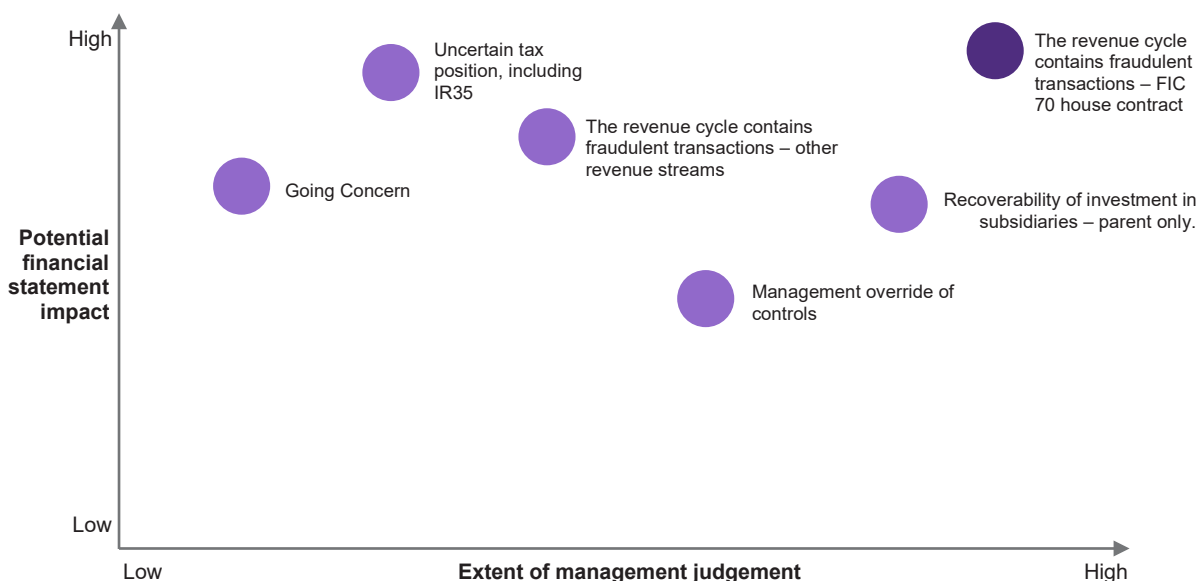 High
Uncertain tax
position, including
IR35
The revenue cycle
contains fraudulent
transactions – FIC
70 house contract
The revenue cycle contains
fraudulent transactions – other
revenue streams
Going Concern
Recoverability of investment in
subsidiaries – parent only.
Potential
financial
statement
impact
Management override of
controls
Low
Low
Extent of management judgement
High